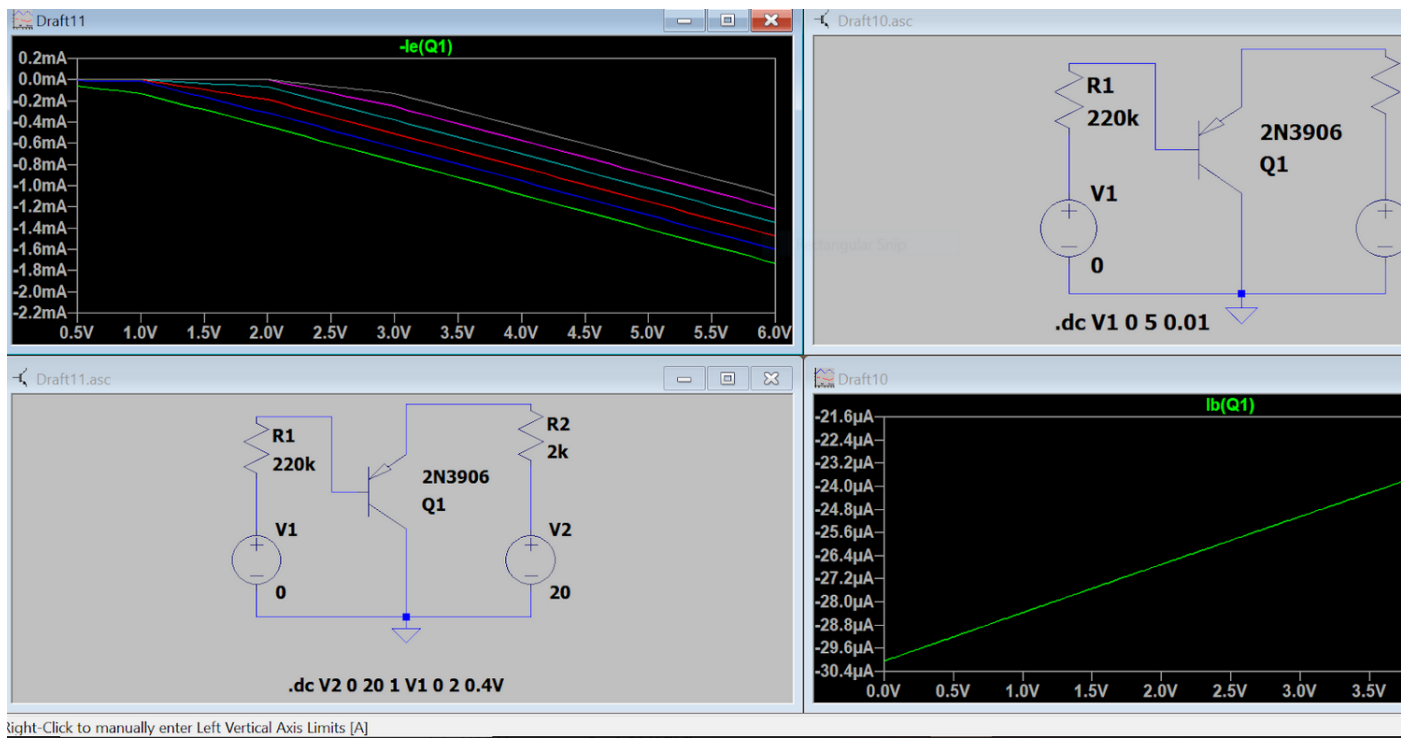 Draft11
-Ie(Q1)
0.2mA
0.0mA
-0.2mA
-0.4mA
-0.6mA
-0.8mA
-1.0mA
-1.2mA
-1.4mA
-1.6mA
-1.8mA
-2.0mA
-2.2mA
0.5V 1.0V 1.5V 2.0V 2.5V 3.0V 3.5V 4.0V 4.5V 5.0V 5.5V 6.0V
Draft10.asc
R1
220k
2N3906
Q1
V1
0
Rectangular Snip
.dc V1 0 5 0.01
Draft11.asc
R1
220k
R2
2k
2N3906
Q1
V1
0
V2
20
.dc V2 0 20 1 V1 0 2 0.4V
Draft10
Ib(Q1)
-21.6µA
-22.4µA
-23.2µA
-24.0µA
-24.8µA
-25.6µA
-26.4µA
-27.2µA
-28.0µA
-28.8µA
-29.6µA
-30.4µA
0.0V 0.5V 1.0V 1.5V 2.0V 2.5V 3.0V 3.5V
Right-Click to manually enter Left Vertical Axis Limits [A]